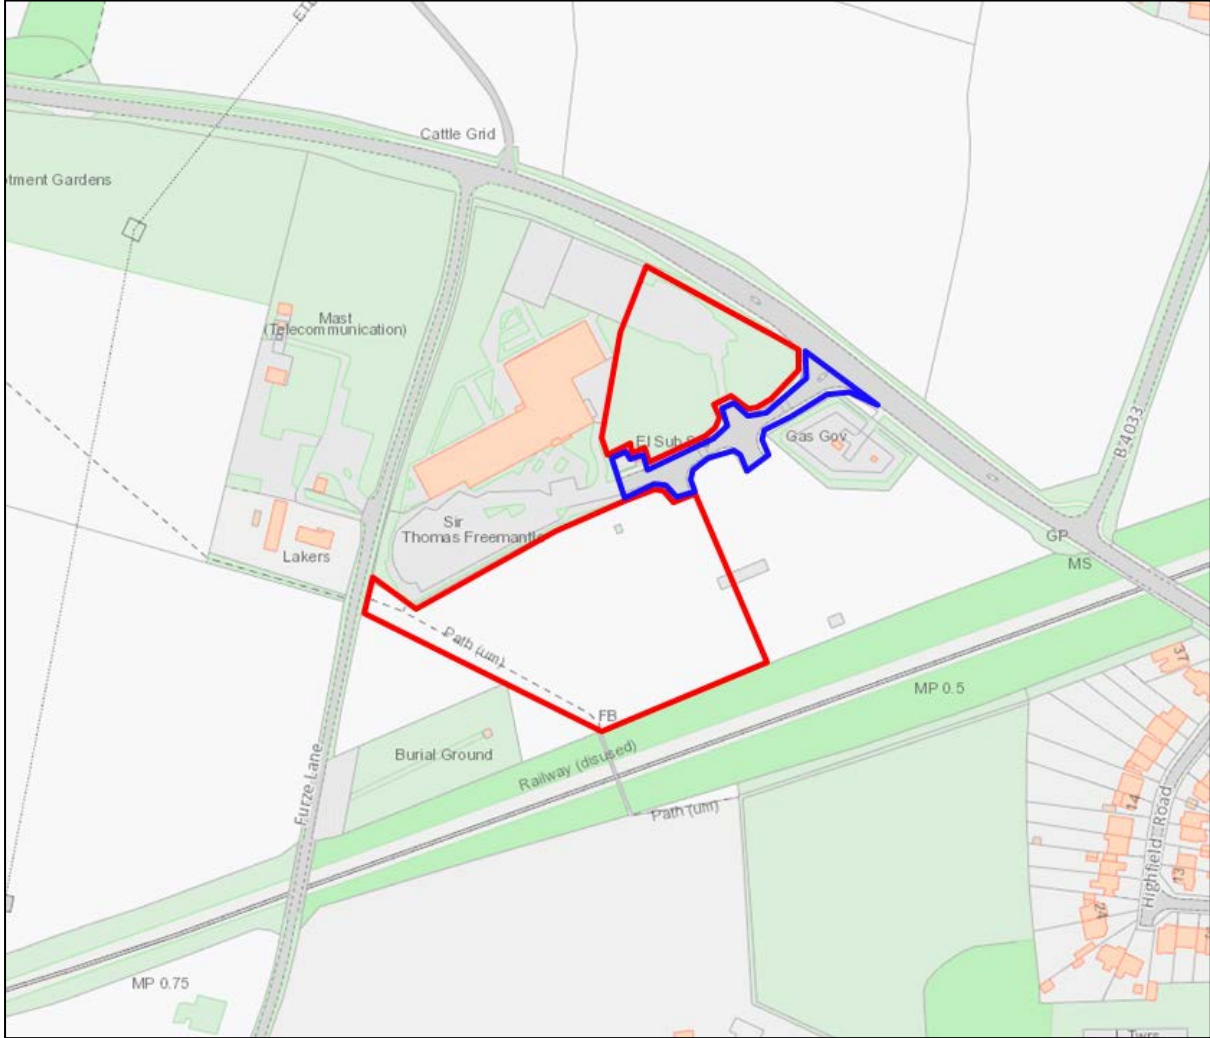 ETL
Cattle Grid
tment Gardens
Mast
(Telecommunication)
B 4033
El Sub Sta
Gas Gov
Sir
Thomas Freemantle
GP
MS
Lakers
Path (um)
37
MP 0.5
FB
Burial Ground
Railway (disused)
Furze Lane
14
Path (um)
Highfield Road
13
24
MP 0.75
Twrs